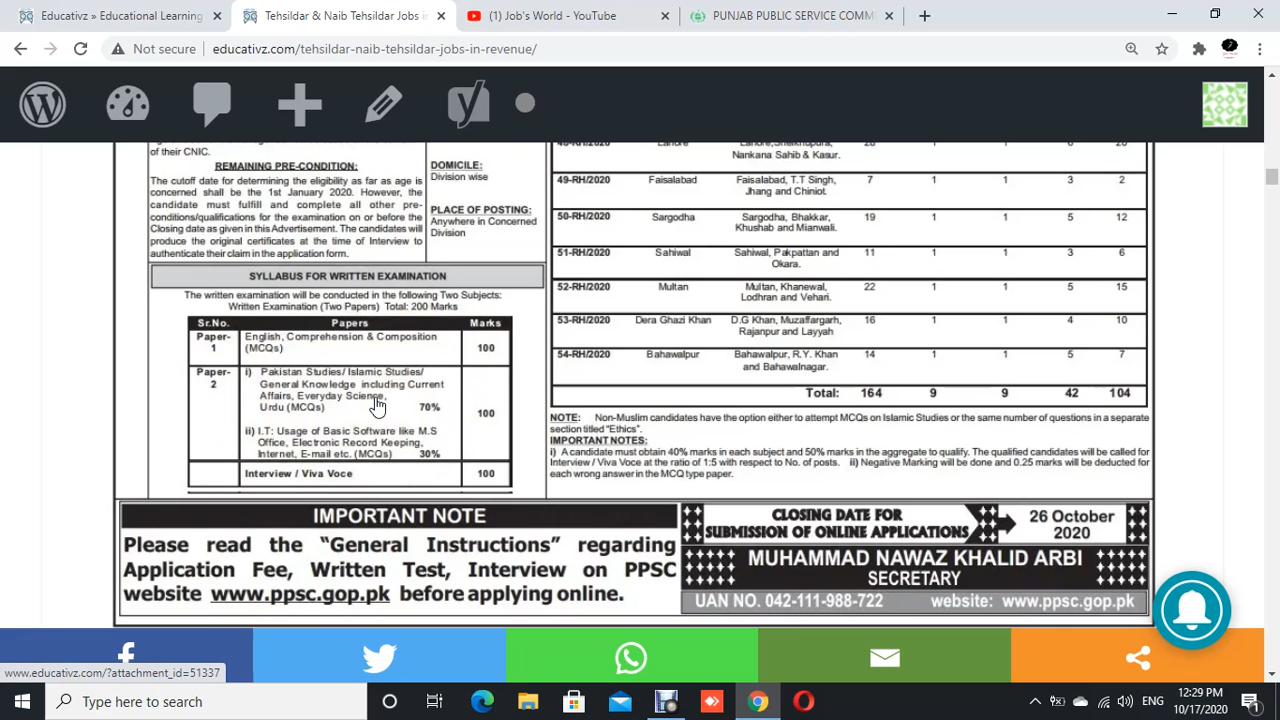 Educativz » Educational Learning
Tehsildar & Naib Tehsildar Jobs in
(1) Job's World - YouTube
PUNJAB PUBLIC SERVICE COMM
Not secure
educativz.com/tehsildar-naib-tehsildar-jobs-in-revenue/
of their CNIC.
REMAINING PRE-CONDITION:
The cutoff date for determining the eligibility as far as age is
concerned shall be the 1st January 2020. However, the
candidate must fulfill and complete all other pre-
conditions/qualifications for the examination on or before the
Closing date as given in this Advertisement. The candidates will
produce the original certificates at the time of Interview to
authenticate their claim in the application form.
DOMICILE:
Division wise
PLACE OF POSTING:
Anywhere in Concerned
Division
SYLLABUS FOR WRITTEN EXAMINATION
The written examination will be conducted in the following Two Subjects:
Written Examination (Two Papers) Total: 200 Marks
Sr.No. Papers Marks
Paper-1 English, Comprehension & Composition
(MCQs) 100
Paper-2 i) Pakistan Studies/ Islamic Studies/
General Knowledge including Current
Affairs, Everyday Science,
Urdu (MCQs) 70%
100
ii) I.T: Usage of Basic Software like M.S
Office, Electronic Record Keeping,
Internet, E-mail etc. (MCQs) 30%
Interview / Viva Voce 100
48-RH/2020 Lahore Lahore,Sheikhupura,
Nankana Sahib & Kasur.
49-RH/2020 Faisalabad Faisalabad, T.T Singh, 7 1 1 3 2
Jhang and Chiniot.
50-RH/2020 Sargodha Sargodha, Bhakkar, 19 1 1 5 12
Khushab and Mianwali.
51-RH/2020 Sahiwal Sahiwal, Pakpattan and 11 1 1 3 6
Okara.
52-RH/2020 Multan Multan, Khanewal, 22 1 1 5 15
Lodhran and Vehari.
53-RH/2020 Dera Ghazi Khan D.G Khan, Muzaffargarh, 16 1 1 4 10
Rajanpur and Layyah
54-RH/2020 Bahawalpur Bahawalpur, R.Y. Khan 14 1 1 5 7
and Bahawalnagar.
Total: 164 9 9 42 104
NOTE: Non-Muslim candidates have the option either to attempt MCQs on Islamic Studies or the same number of questions in a separate
section titled "Ethics".
IMPORTANT NOTES:
i) A candidate must obtain 40% marks in each subject and 50% marks in the aggregate to qualify. The qualified candidates will be called for
Interview / Viva Voce at the ratio of 1:5 with respect to No. of posts. ii) Negative Marking will be done and 0.25 marks will be deducted for
each wrong answer in the MCQ type paper.
IMPORTANT NOTE
Please read the "General Instructions" regarding
Application Fee, Written Test, Interview on PPSC
website www.ppsc.gop.pk before applying online.
CLOSING DATE FOR
SUBMISSION OF ONLINE APPLICATIONS
26 October
2020
MUHAMMAD NAWAZ KHALID ARBI
SECRETARY
UAN NO. 042-111-988-722 website: www.ppsc.gop.pk
www.educativz.com/?attachment_id=51337
Type here to search
ENG
12:29 PM
10/17/2020
1